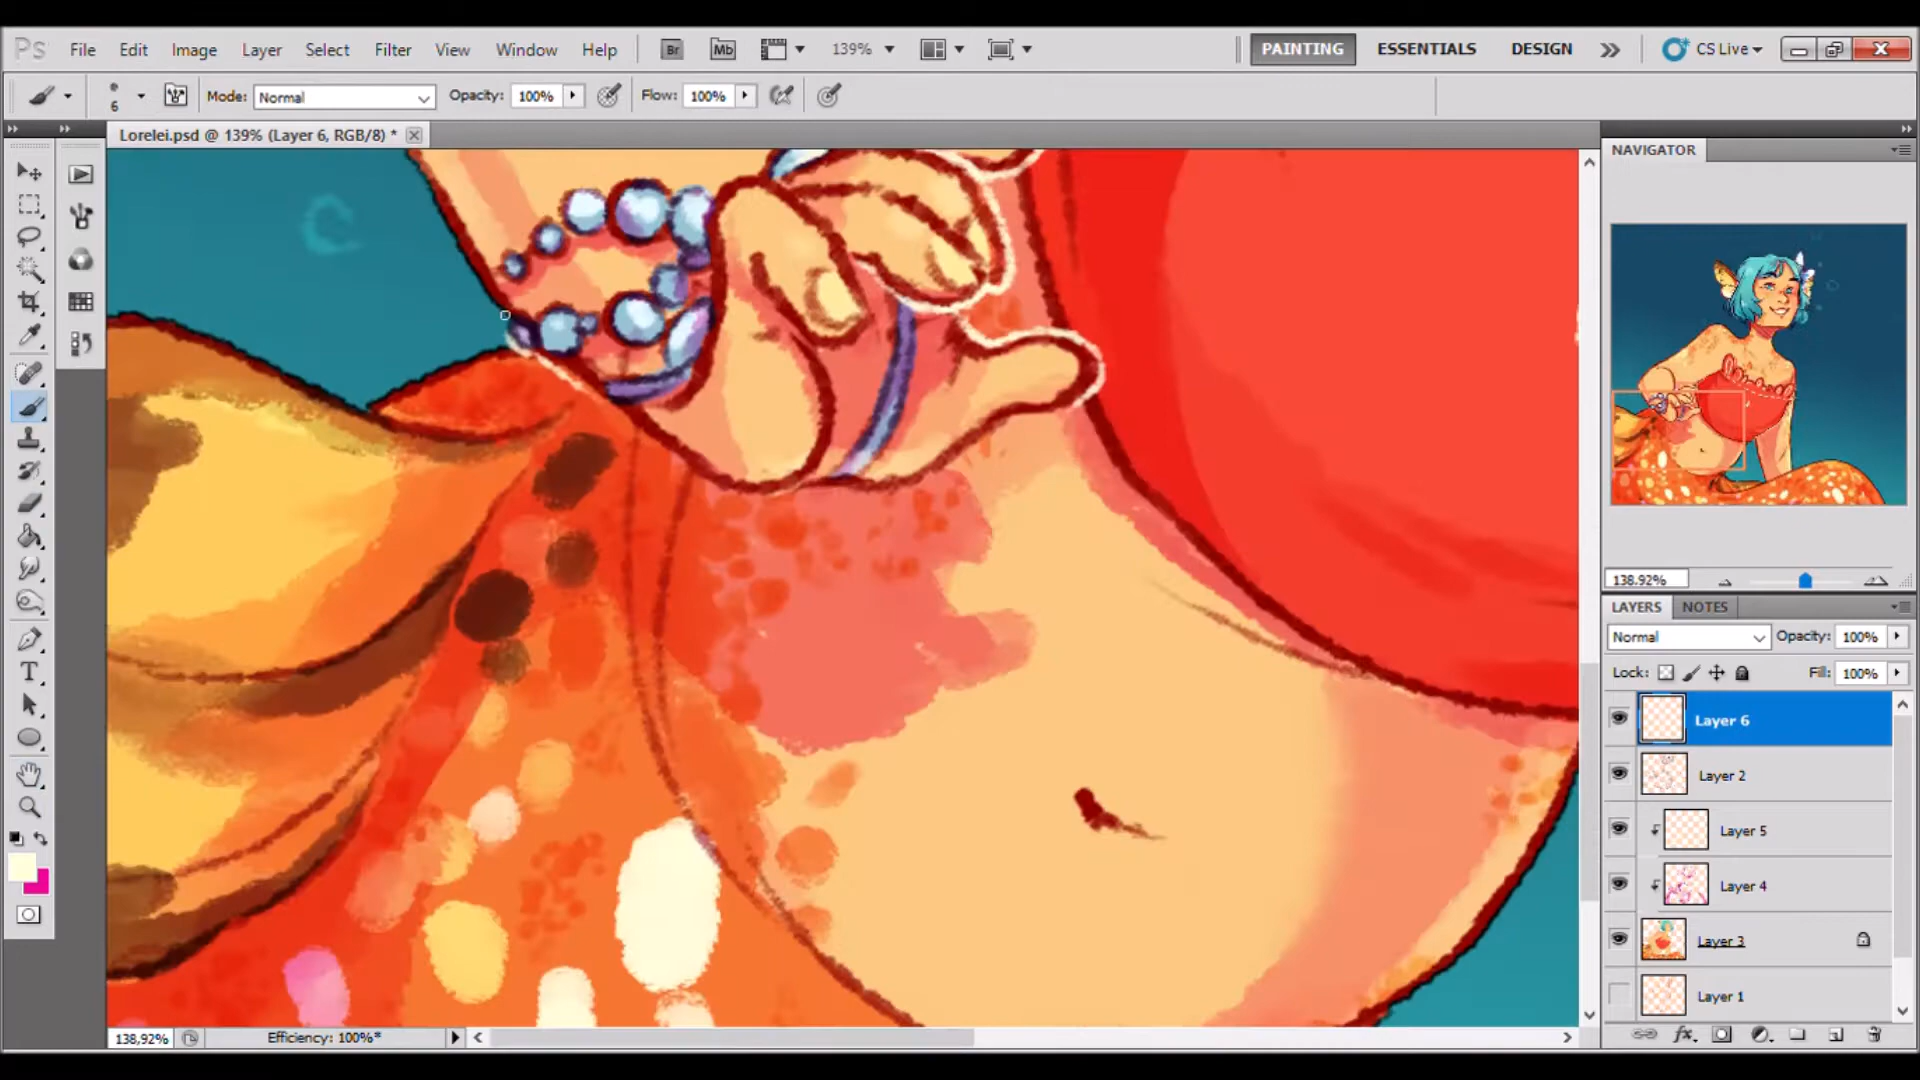 Ps File Edit Image Layer Select Filter View Window Help Br Mb 139% PAINTING ESSENTIALS DESIGN CS Live
6 Mode: Normal Opacity: 100% Flow: 100%
Lorelei.psd @ 139% (Layer 6, RGB/8) *
NAVIGATOR
138.92%
LAYERS NOTES
Normal Opacity: 100%
Lock: Fill: 100%
Layer 6
Layer 2
Layer 5
Layer 4
Layer 3
Layer 1
fx
T
138,92% Efficiency: 100%*